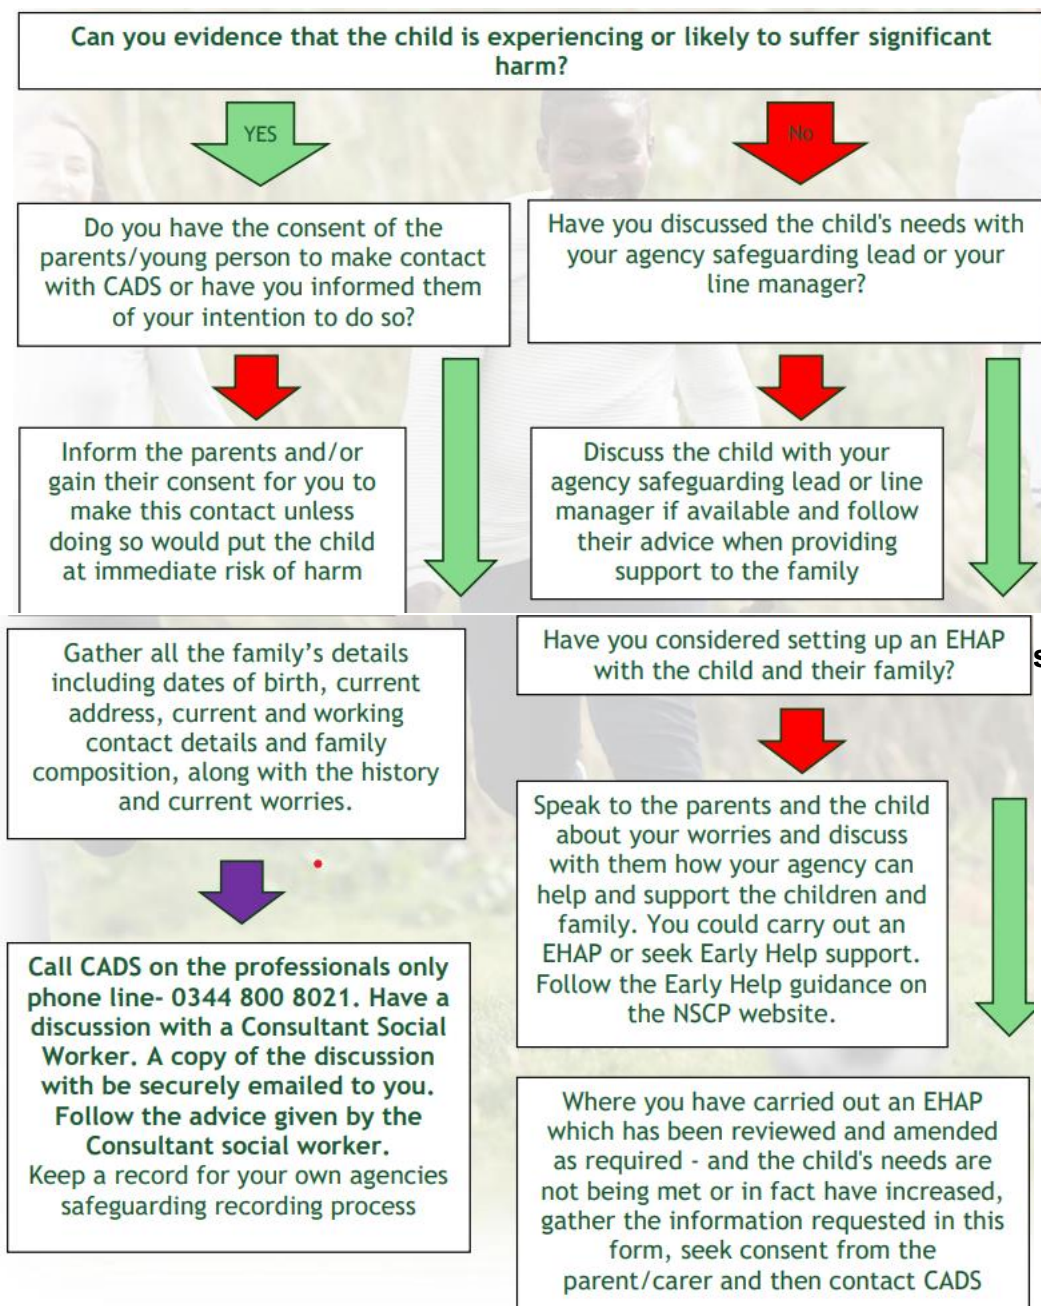 Can you evidence that the child is experiencing or likely to suffer significant
harm?
YES
No
Do you have the consent of the
parents/young person to make contact
with CADS or have you informed them
of your intention to do so?
Have you discussed the child's needs with
your agency safeguarding lead or your
line manager?
Inform the parents and/or
gain their consent for you to
make this contact unless
doing so would put the child
at immediate risk of harm
Discuss the child with your
agency safeguarding lead or line
manager if available and follow
their advice when providing
support to the family
Gather all the family’s details
including dates of birth, current
address, current and working
contact details and family
composition, along with the history
and current worries.
Have you considered setting up an EHAP
with the child and their family?
s
Speak to the parents and the child
about your worries and discuss
with them how your agency can
help and support the children and
family. You could carry out an
EHAP or seek Early Help support.
Follow the Early Help guidance on
the NSCP website.
Call CADS on the professionals only
phone line- 0344 800 8021. Have a
discussion with a Consultant Social
Worker. A copy of the discussion
with be securely emailed to you.
Follow the advice given by the
Consultant social worker.
Keep a record for your own agencies
safeguarding recording process
Where you have carried out an EHAP
which has been reviewed and amended
as required - and the child's needs are
not being met or in fact have increased,
gather the information requested in this
form, seek consent from the
parent/carer and then contact CADS